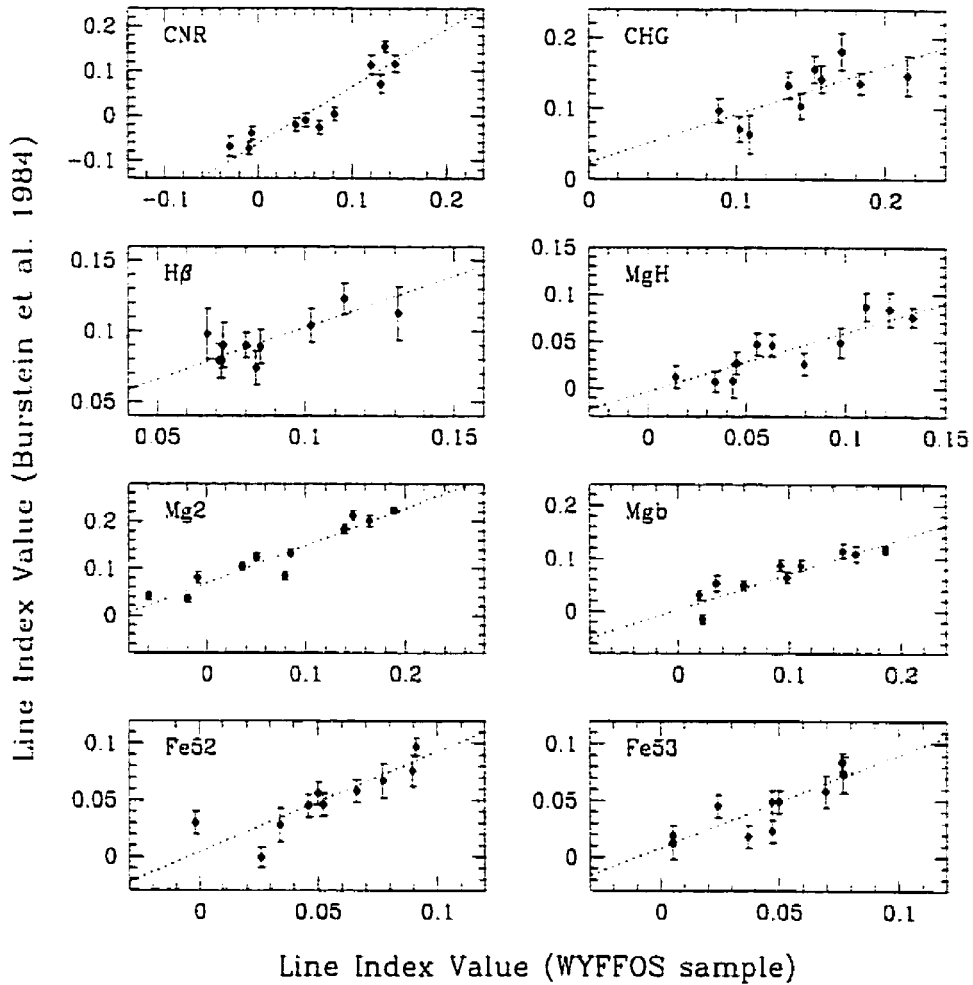 Line Index Value (Burstein et al. 1984)
CNR
0.2
0.1
0
−0.1
−0.1 0 0.1 0.2
CHG
0.2
0.1
0
0 0.1 0.2
Hβ
0.15
0.1
0.05
0.05 0.1 0.15
MgH
0.15
0.1
0.05
0
0 0.05 0.1 0.15
Mg2
0.2
0.1
0
0 0.1 0.2
Mgb
0.2
0.1
0
0 0.1 0.2
Fe52
0.1
0.05
0
0 0.05 0.1
Fe53
0.1
0.05
0
0 0.05 0.1
Line Index Value (WYFFOS sample)